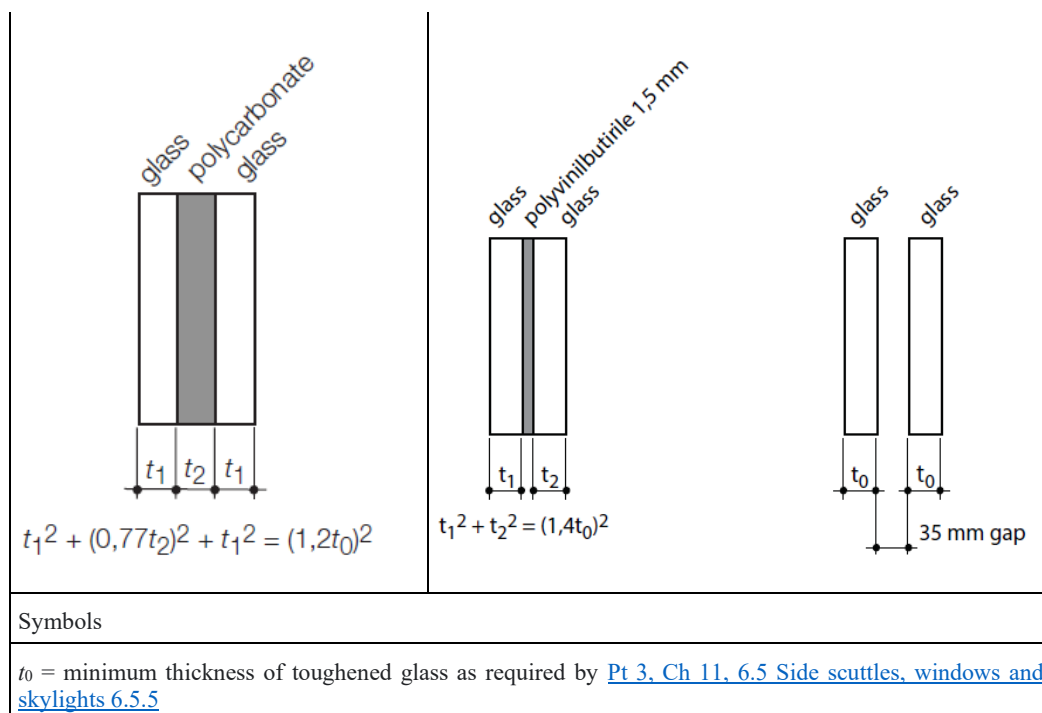 glass
polycarbonate
glass
t1 t2 t1
t1² + (0,77t2)² + t1² = (1,2t0)²
glass
polyvinilbutirile 1,5 mm
glass
t1 t2
t1² + t2² = (1,4t0)²
glass
glass
t0 t0
35 mm gap
Symbols
t0 = minimum thickness of toughened glass as required by Pt 3, Ch 11, 6.5 Side scuttles, windows and
skylights 6.5.5